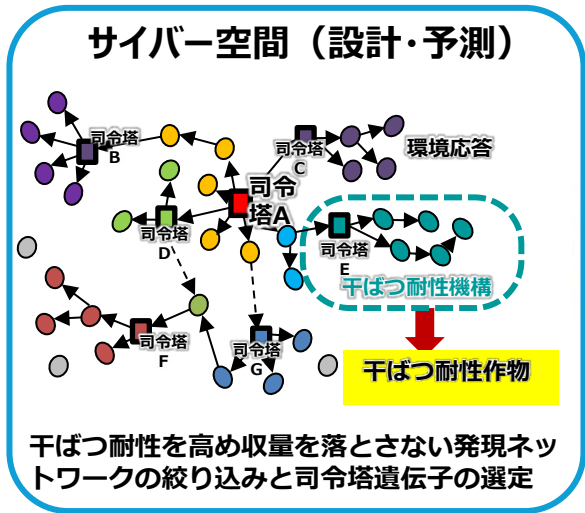 サイバー空間（設計・予測）
司令塔
B
司令塔
C
環境応答
司令
塔A
司令塔
D
司令塔
E
干ばつ耐性機構
司令塔
F
司令塔
G
干ばつ耐性作物
干ばつ耐性を高め収量を落とさない発現ネッ
トワークの絞り込みと司令塔遺伝子の選定